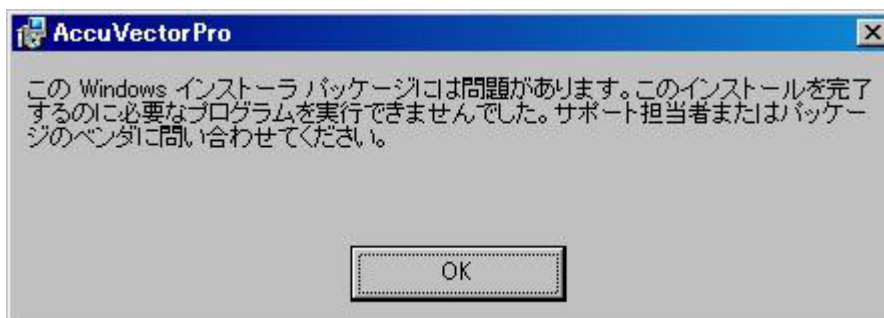 AccuVectorPro
この Windows インストーラ パッケージには問題があります。このインストールを完了
するのに必要なプログラムを実行できませんでした。サポート担当者またはパッケー
ジのベンダに問い合わせてください。
OK